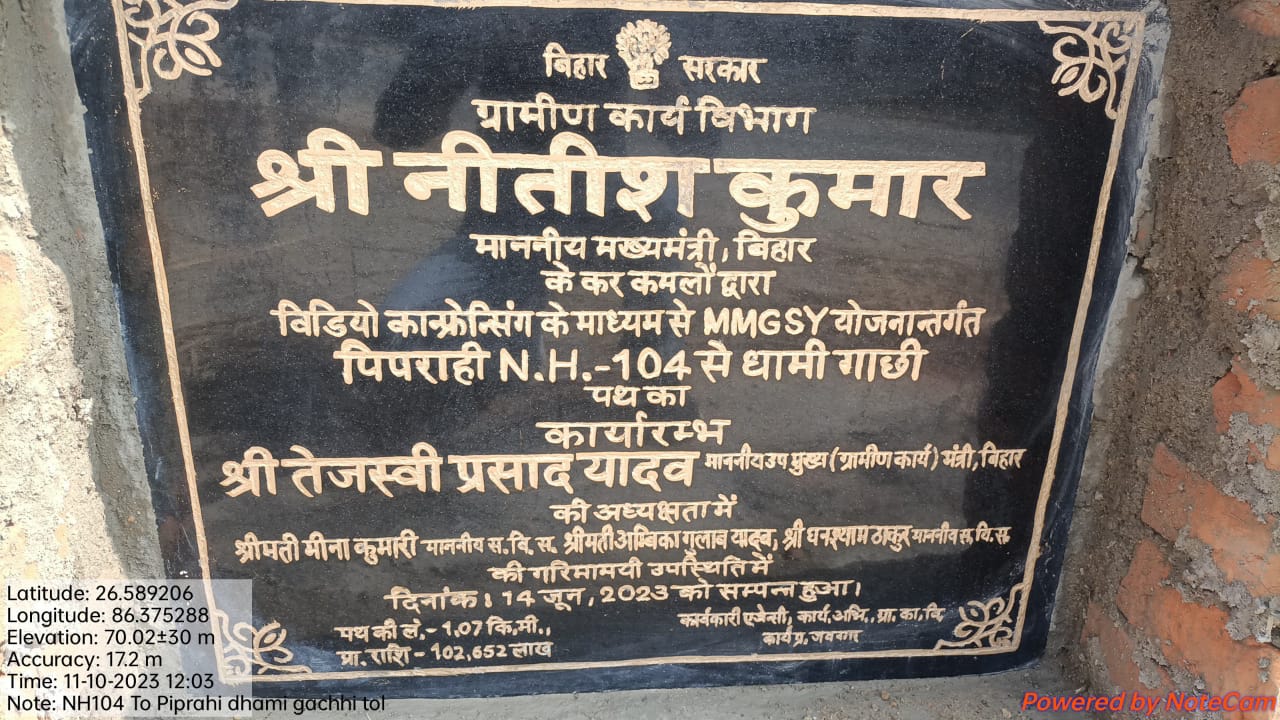 बिहार सरकार
ग्रामीण कार्य विभाग
श्री नीतीश कुमार
माननीय मख्यमंत्री, बिहार
के कर कमलों द्वारा
विडियो कान्फ्रेन्सिंग के माध्यम से MMGSY योजनान्तर्गत
पिपराही N.H.-104 से धामी गाछी
पथ का
कार्यारम्भ
श्री तेजस्वी प्रसाद यादव माननीय उप मुख्य (ग्रामीण कार्य) मंत्री, बिहार
की अध्यक्षता में
श्रीमती मीना कुमारी माननीय स. वि. स. श्रीमती अम्बिका गुलाब यादव, श्री घनश्याम ठाकुर माननीय स. वि. स.
की गरिमामयी उपस्थिति में
दिनांक : 14 जून, 2023 को सम्पन्न हुआ।
पथ की लं.- 1.07 कि.मी.,
प्रा. राशि - 102,652 लाख
कार्यकारी एजेन्सी, कार्य. अभि., ग्रा. का. वि.
कार्य प्र. जयनगर
Latitude: 26.589206
Longitude: 86.375288
Elevation: 70.02±30 m
Accuracy: 17.2 m
Time: 11-10-2023 12:03
Note: NH104 To Piprahi dhami gachhi tol
Powered by NoteCam